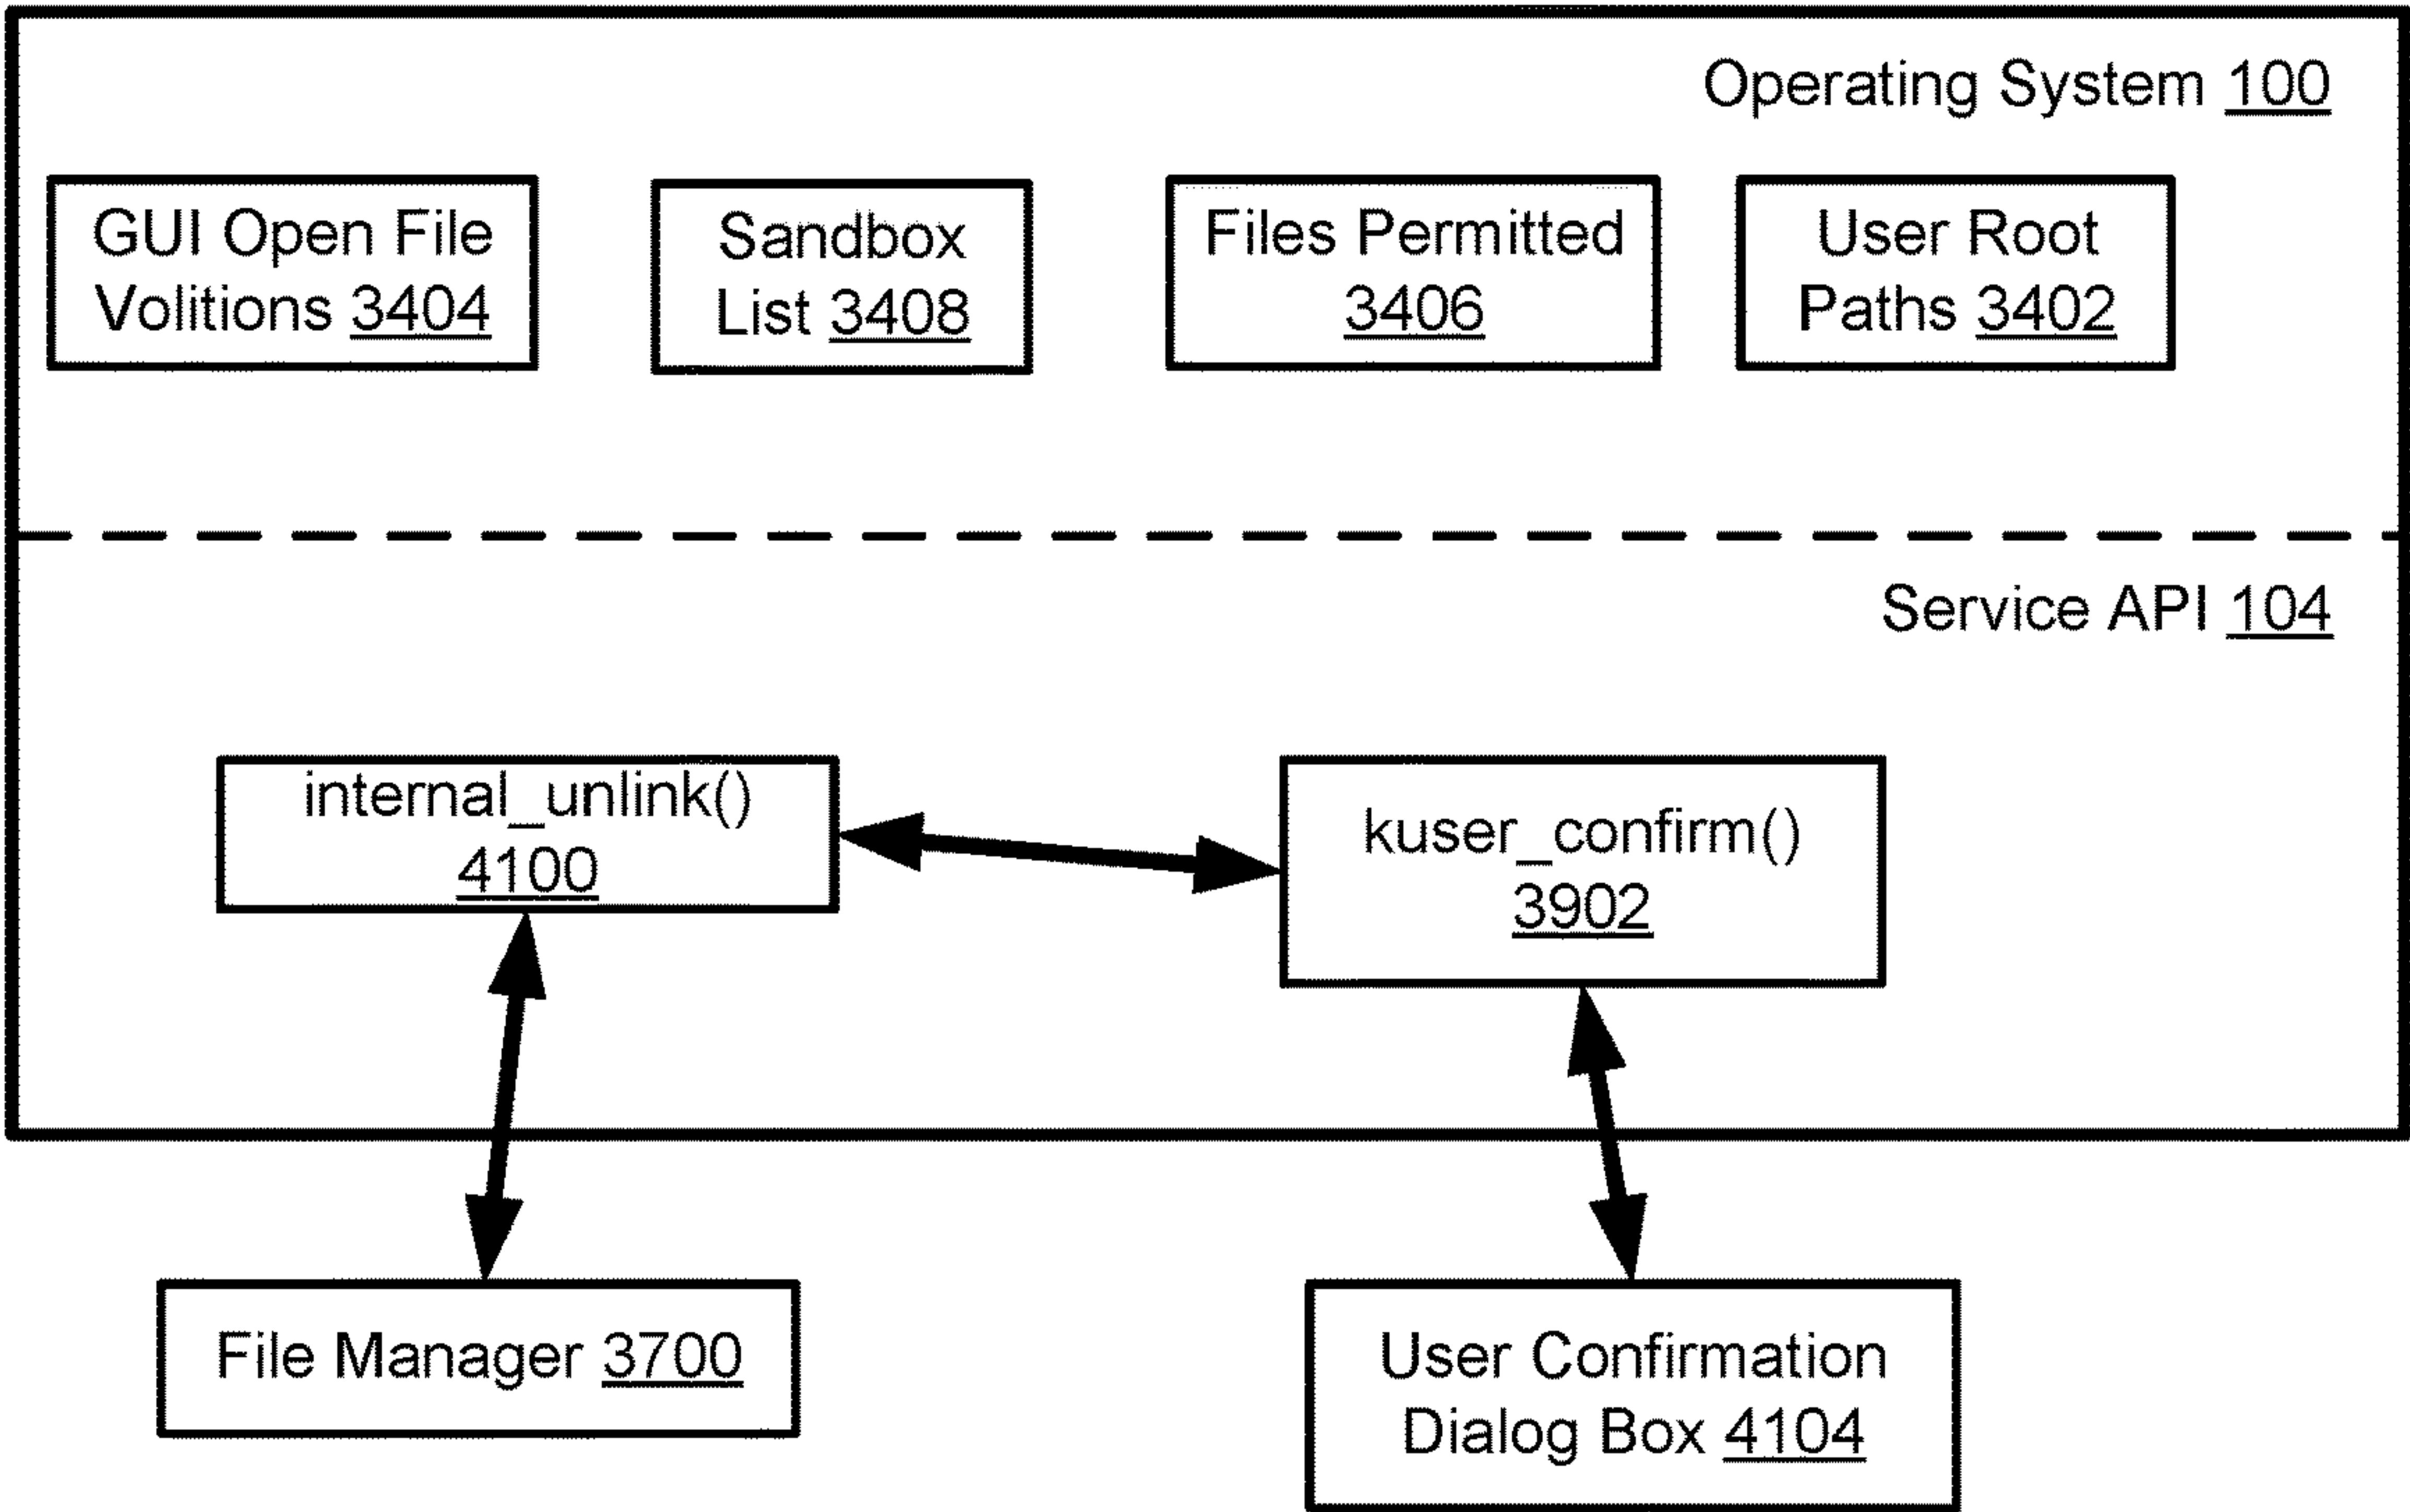 Operating System 100
GUI Open File
Volitions 3404
Sandbox
List 3408
Files Permitted
3406
User Root
Paths 3402
Service API 104
internal_unlink()
4100
kuser_confirm()
3902
File Manager 3700
User Confirmation
Dialog Box 4104